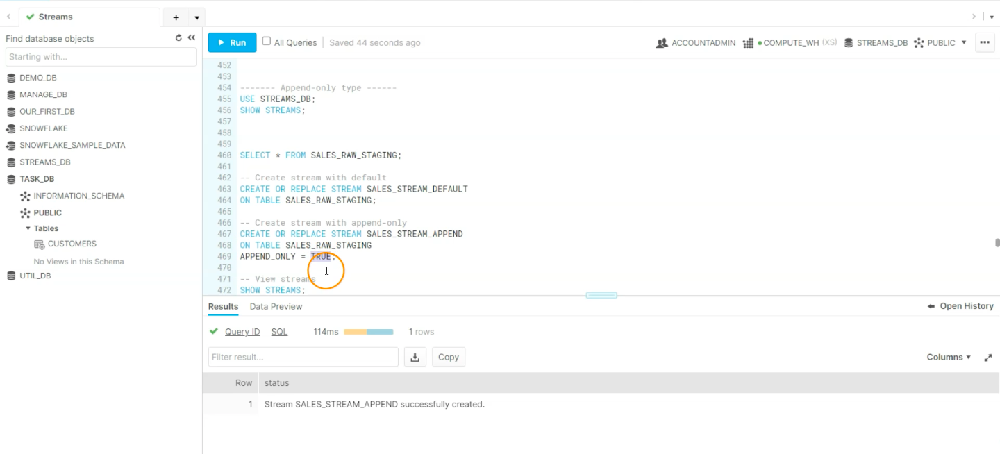 Streams
+
Find database objects
Starting with...
DEMO_DB
MANAGE_DB
OUR_FIRST_DB
SNOWFLAKE
SNOWFLAKE_SAMPLE_DATA
STREAMS_DB
TASK_DB
INFORMATION_SCHEMA
PUBLIC
Tables
CUSTOMERS
No Views in this Schema
UTIL_DB
Run All Queries Saved 44 seconds ago ACCOUNTADMIN COMPUTE_WH (XS) STREAMS_DB PUBLIC
452
453
454 ------- Append-only type ------
455 USE STREAMS_DB;
456 SHOW STREAMS;
457
458
459
460 SELECT * FROM SALES_RAW_STAGING;
461
462 -- Create stream with default
463 CREATE OR REPLACE STREAM SALES_STREAM_DEFAULT
464 ON TABLE SALES_RAW_STAGING;
465
466 -- Create stream with append-only
467 CREATE OR REPLACE STREAM SALES_STREAM_APPEND
468 ON TABLE SALES_RAW_STAGING
469 APPEND_ONLY = TRUE;
470
471 -- View streams
472 SHOW STREAMS;
Results Data Preview Open History
Query ID SQL 114ms 1 rows
Filter result... Copy Columns
Row status
1 Stream SALES_STREAM_APPEND successfully created.